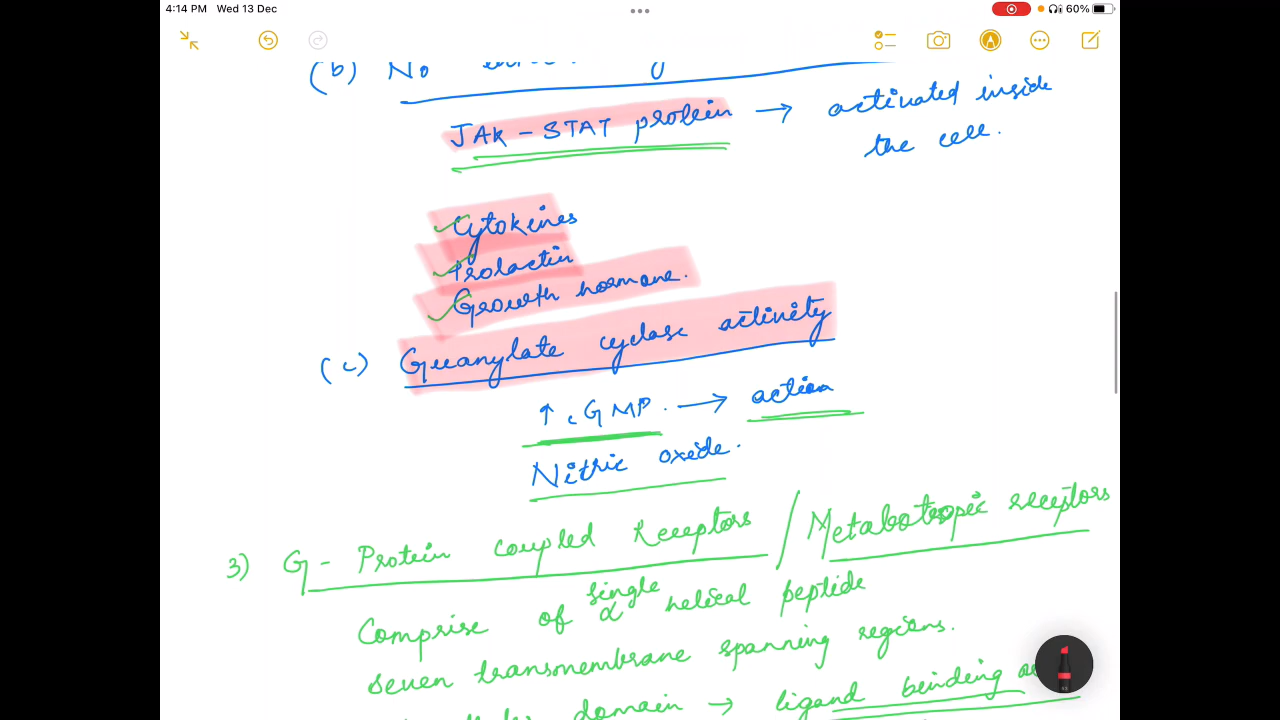 4:14 PM Wed 13 Dec
60%
(b) No
JAK - STAT protein → activated inside
the cell.
Cytokines
Prolactin
Growth hormone.
(c) Guanylate cyclase activity
↑ cGMP. → action
Nitric oxide.
3) G - Protein coupled Receptors / Metabotropic receptors
Comprise of single α helical peptide
seven transmembrane spanning regions.
domain → ligand binding